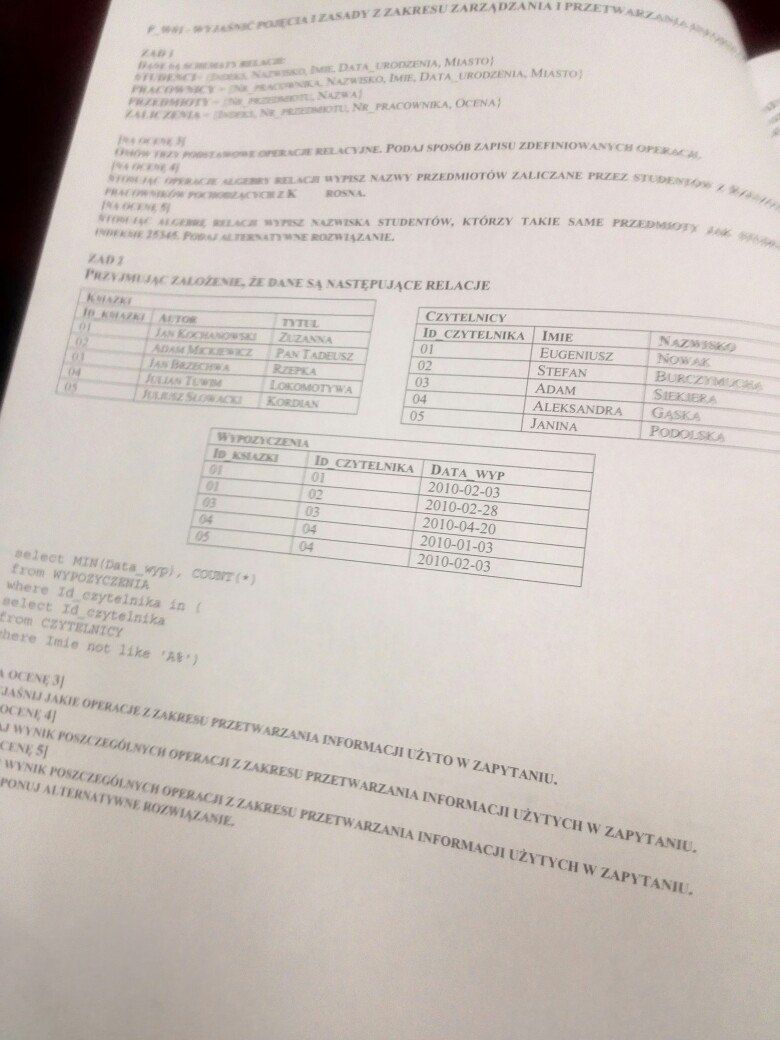 F_W01 - WYJAŚNIĆ POJĘCIA I ZASADY Z ZAKRESU ZARZĄDZANIA I PRZETWARZANIA
ZAD 1
DANE SĄ SCHEMATY RELACJI:
STUDENCI= {INDEKS, NAZWISKO, IMIE, DATA_URODZENIA, MIASTO}
PRACOWNICY = {NR_PRACOWNIKA, NAZWISKO, IMIE, DATA_URODZENIA, MIASTO}
PRZEDMIOTY = {NR_PRZEDMIOTU, NAZWA}
ZALICZENIA = {INDEKS, NR_PRZEDMIOTU, NR_PRACOWNIKA, OCENA}
[NA OCENĘ 3]
OMÓW TRZY PODSTAWOWE OPERACJE RELACYJNE. PODAJ SPOSÓB ZAPISU ZDEFINIOWANYCH OPERACJI.
[NA OCENĘ 4]
STOSUJĄC OPERACJE ALGEBRY RELACJI WYPISZ NAZWY PRZEDMIOTÓW ZALICZANE PRZEZ STUDENTÓW Z
PRACOWNIKÓW POCHODZĄCYCH Z K ROSNA.
[NA OCENĘ 5]
STOSUJĄC ALGEBRĘ RELACJI WYPISZ NAZWISKA STUDENTÓW, KTÓRZY TAKIE SAME PRZEDMIOTY JAK
INDEKSIE 25345. PODAJ ALTERNATYWNE ROZWIĄZANIE.
ZAD 2
PRZYJMUJĄC ZAŁOŻENIE, ŻE DANE SĄ NASTĘPUJĄCE RELACJE
KSIAZKI
ID_KSIAZKI AUTOR TYTUL
01 JAN KOCHANOWSKI ZUZANNA
02 ADAM MICKIEWICZ PAN TADEUSZ
03 JAN BRZECHWA RZEPKA
04 JULIAN TUWIM LOKOMOTYWA
05 JULIUSZ SŁOWACKI KORDIAN
CZYTELNICY
ID_CZYTELNIKA IMIE NAZWISKO
01 EUGENIUSZ NOWAK
02 STEFAN BURCZYMUCHA
03 ADAM SIEKIERA
04 ALEKSANDRA GĄSKA
05 JANINA PODOLSKA
WYPOZYCZENIA
ID_KSIAZKI ID_CZYTELNIKA DATA_WYP
01 01 2010-02-03
01 02 2010-02-28
03 03 2010-04-20
04 04 2010-01-03
05 04 2010-02-03
select MIN(Data_wyp), COUNT(*)
from WYPOZYCZENIA
where Id_czytelnika in (
select Id_czytelnika
from CZYTELNICY
here Imie not like 'A%')
A OCENĘ 3]
JAŚNIJ JAKIE OPERACJE Z ZAKRESU PRZETWARZANIA INFORMACJI UŻYTO W ZAPYTANIU.
OCENĘ 4]
AJ WYNIK POSZCZEGÓLNYCH OPERACJI Z ZAKRESU PRZETWARZANIA INFORMACJI UŻYTYCH W ZAPYTANIU.
CENĘ 5]
WYNIK POSZCZEGÓLNYCH OPERACJI Z ZAKRESU PRZETWARZANIA INFORMACJI UŻYTYCH W ZAPYTANIU.
PONUJ ALTERNATYWNE ROZWIĄZANIE.